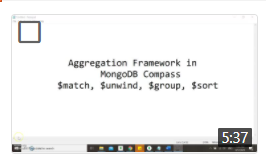 Aggregation Framework in
MongoDB Compass
$match, $unwind, $group, $sort
5:37